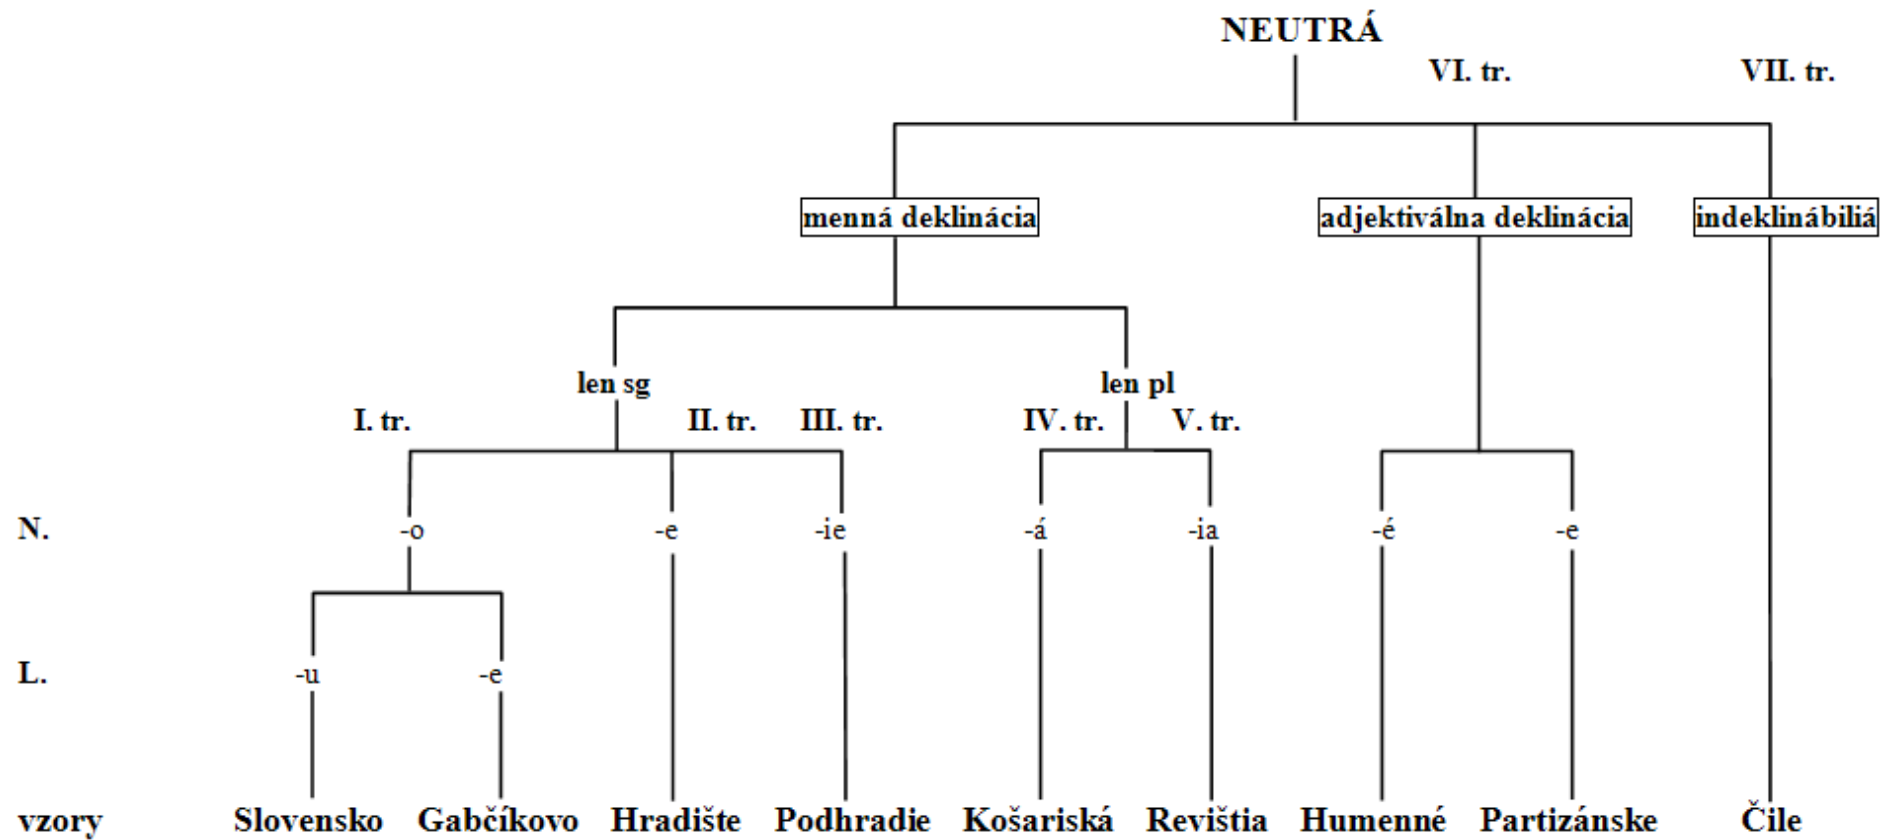 NEUTRÁ
VI. tr. VII. tr.
menná deklinácia adjektiválna deklinácia indeklinábiliá
len sg len pl
I. tr. II. tr. III. tr. IV. tr. V. tr.
N. -o -e -ie -á -ia -é -e
L. -u -e
vzory Slovensko Gabčíkovo Hradište Podhradie Košariská Revištia Humenné Partizánske Čile